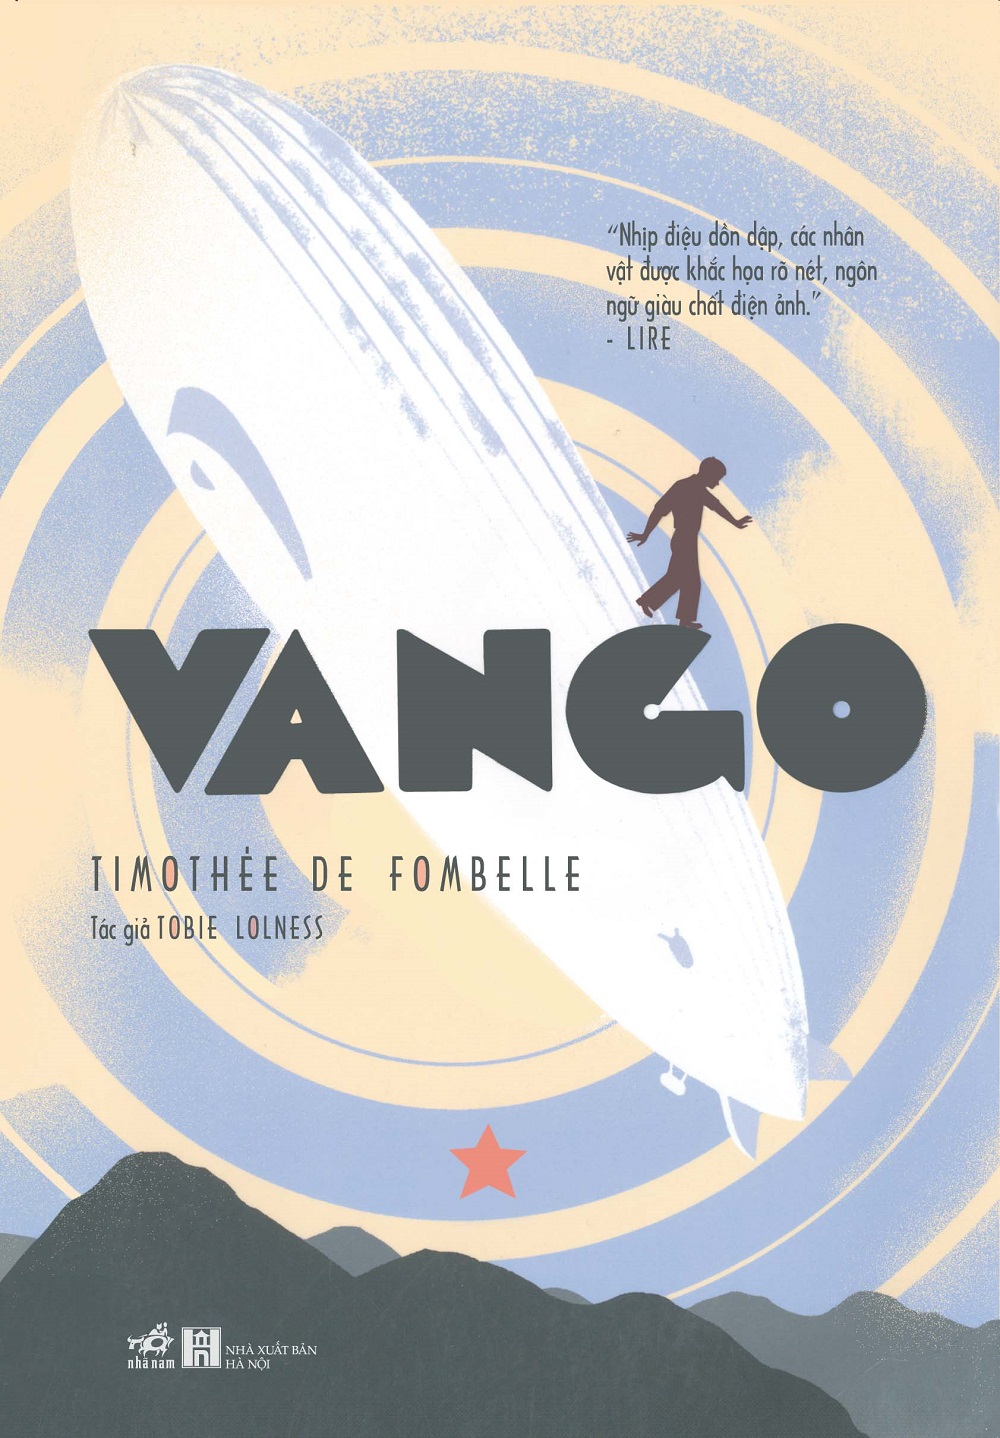 “Nhịp điệu dồn dập, các nhân
vật được khắc họa rõ nét, ngôn
ngữ giàu chất điện ảnh.”
- LIRE
VANGO
TIMOTHÉE DE FOMBELLE
Tác giả TOBIE LOLNESS
nhã nam
NHÀ XUẤT BẢN
HÀ NỘI